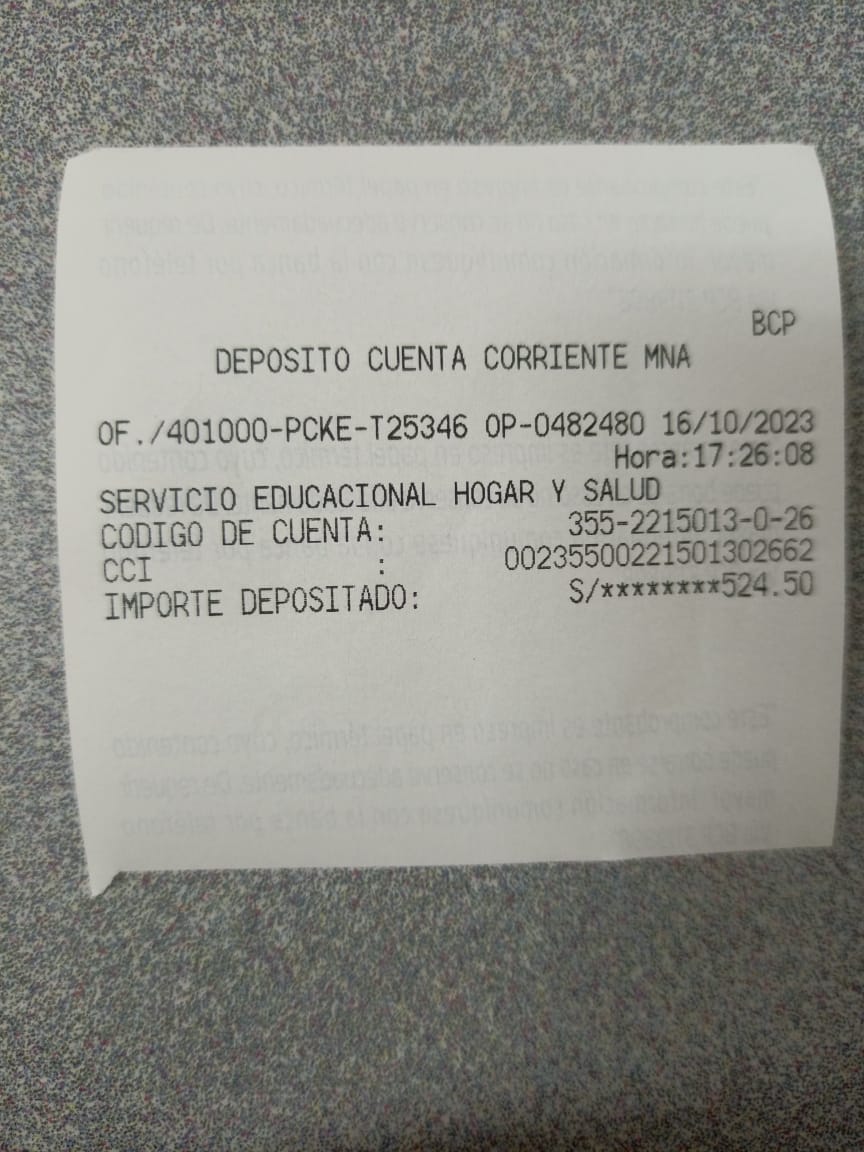 BCP
DEPOSITO CUENTA CORRIENTE MNA
OF./401000-PCKE-T25346 OP-0482480 16/10/2023
Hora:17:26:08
SERVICIO EDUCACIONAL HOGAR Y SALUD
CODIGO DE CUENTA: 355-2215013-0-26
CCI : 00235500221501302662
IMPORTE DEPOSITADO: S/********524.50